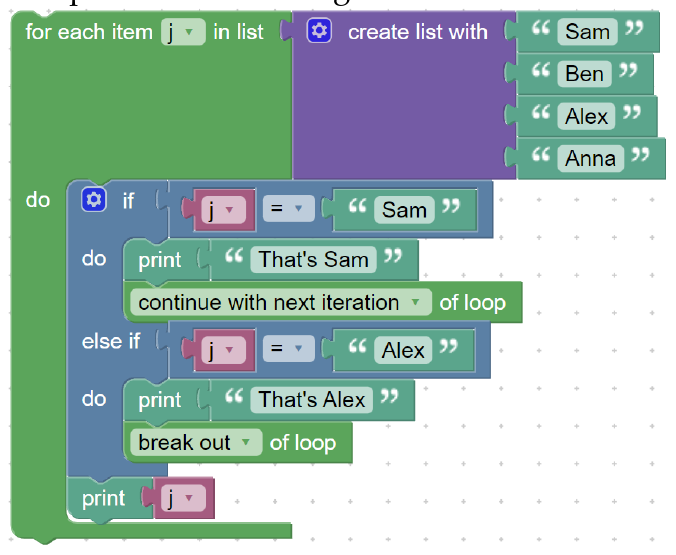 for each item j in list create list with “ Sam ”
“ Ben ”
“ Alex ”
“ Anna ”
do if j = “ Sam ”
do print “ That's Sam ”
continue with next iteration of loop
else if j = “ Alex ”
do print “ That's Alex ”
break out of loop
print j